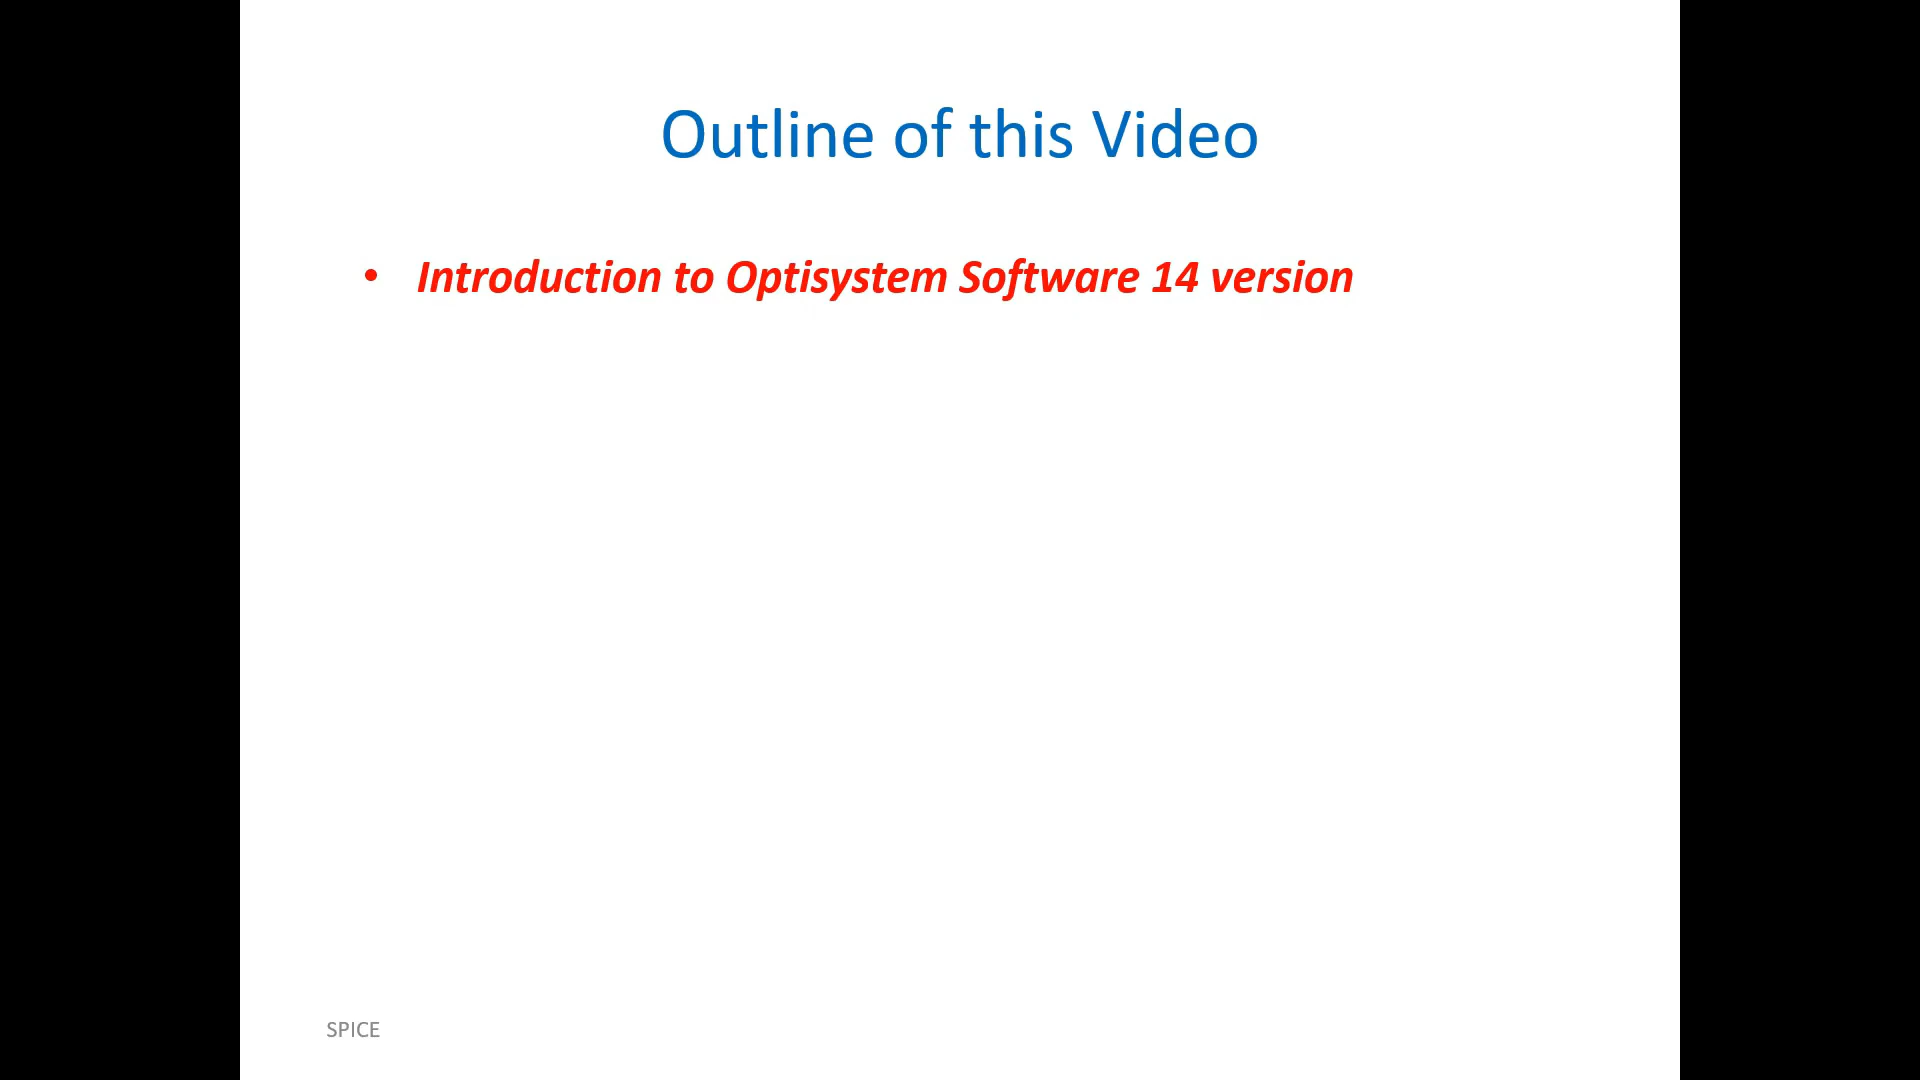 Outline of this Video
• Introduction to Optisystem Software 14 version
SPICE